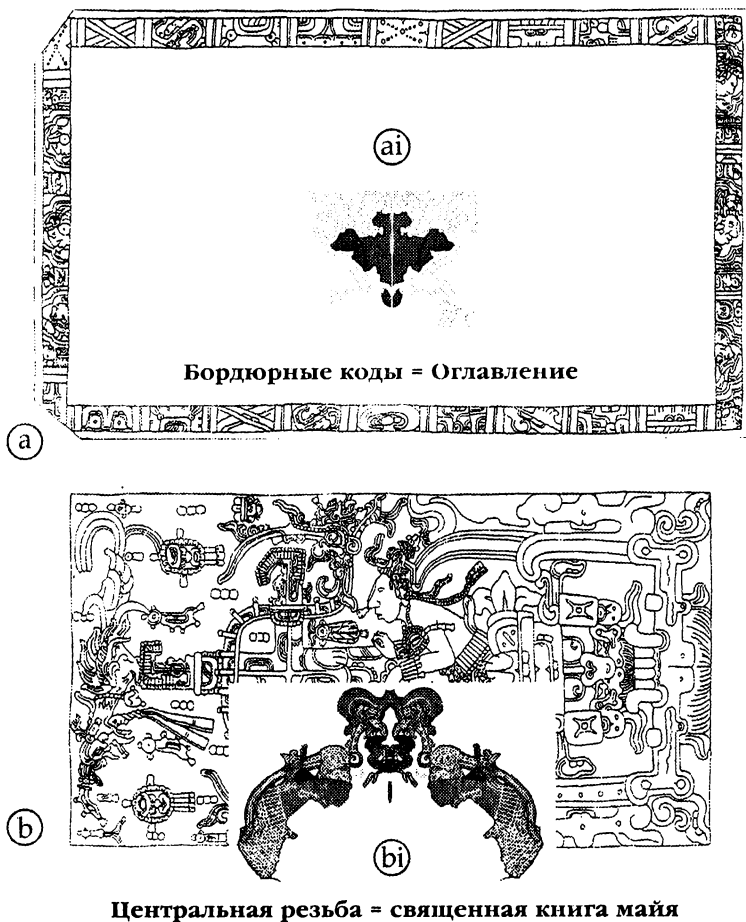 ai
Бордюрные коды = Оглавление
a
b
bi
Центральная резьба = священная книга майя